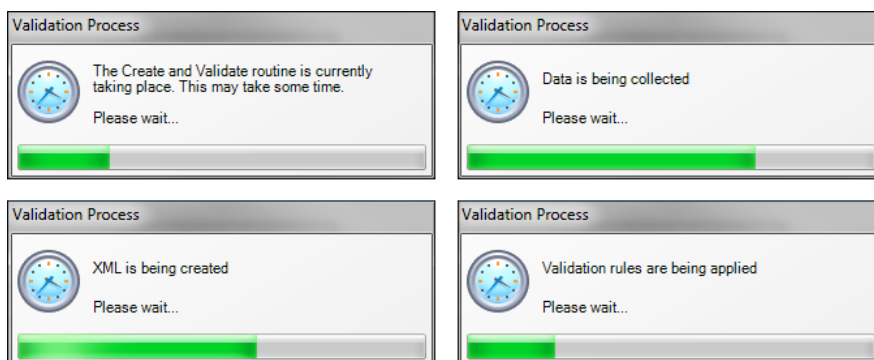 Validation Process
The Create and Validate routine is currently
taking place. This may take some time.
Please wait...
Validation Process
Data is being collected
Please wait...
Validation Process
XML is being created
Please wait...
Validation Process
Validation rules are being applied
Please wait...